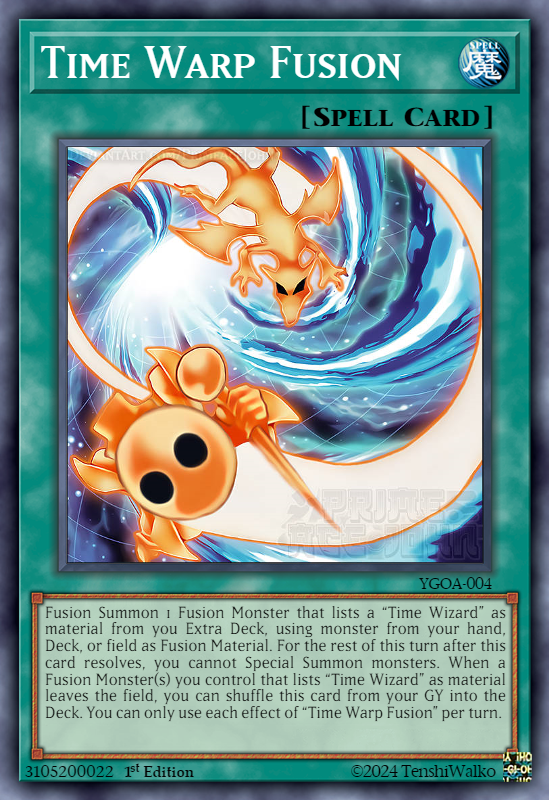 TIME WARP FUSION
SPELL
魔
[SPELL CARD]
YGOA-004
Fusion Summon 1 Fusion Monster that lists a “Time Wizard” as
material from you Extra Deck, using monster from your hand,
Deck, or field as Fusion Material. For the rest of this turn after this
card resolves, you cannot Special Summon monsters. When a
Fusion Monster(s) you control that lists “Time Wizard” as material
leaves the field, you can shuffle this card from your GY into the
Deck. You can only use each effect of “Time Warp Fusion” per turn.
3105200022 1st Edition ©2024 TenshiWalko